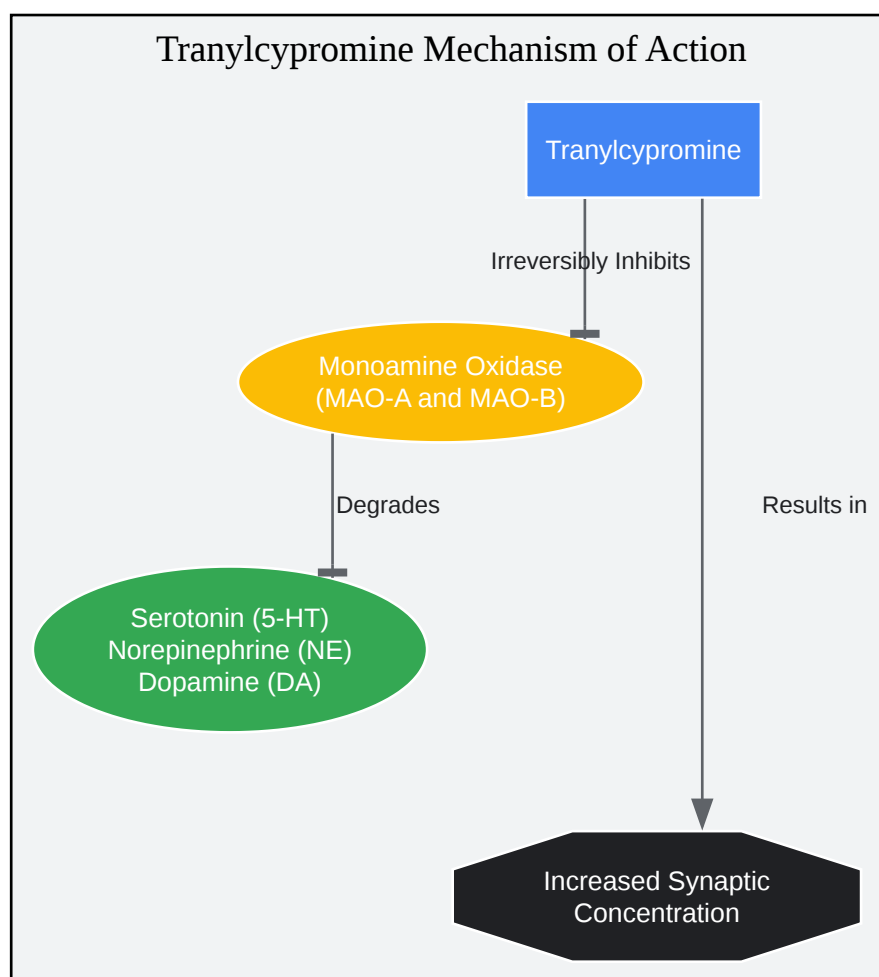 Tranylcypromine Mechanism of Action
Tranylcypromine
Irreversibly Inhibits
Monoamine Oxidase
(MAO-A and MAO-B)
Degrades
Results in
Serotonin (5-HT)
Norepinephrine (NE)
Dopamine (DA)
Increased Synaptic
Concentration